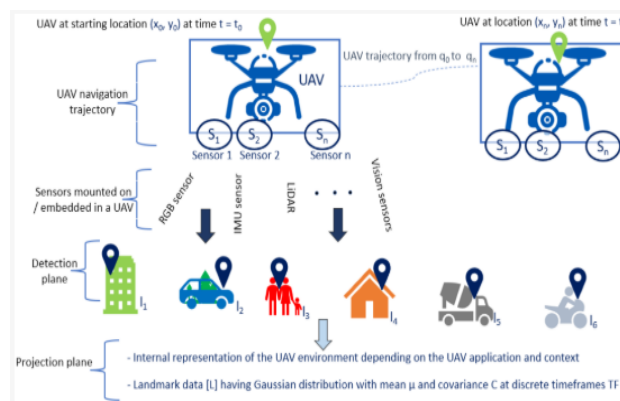 UAV at starting location (x₀, y₀) at time t = t₀
UAV at location (xₙ, yₙ) at time t = t
UAV trajectory from q₀ to qₙ
UAV
UAV navigation
trajectory
S₁ S₂ Sₙ
S₁ S₂ Sₙ
Sensor 1 Sensor 2 Sensor n
Sensors mounted on
/ embedded in a UAV
RGB sensor
IMU sensor
LiDAR
. . .
Vision sensors
Detection
plane
l₁ l₂ l₃ l₄ l₅ l₆
Projection plane
- Internal representation of the UAV environment depending on the UAV application and context
- Landmark data [L] having Gaussian distribution with mean μ and covariance C at discrete timeframes TF